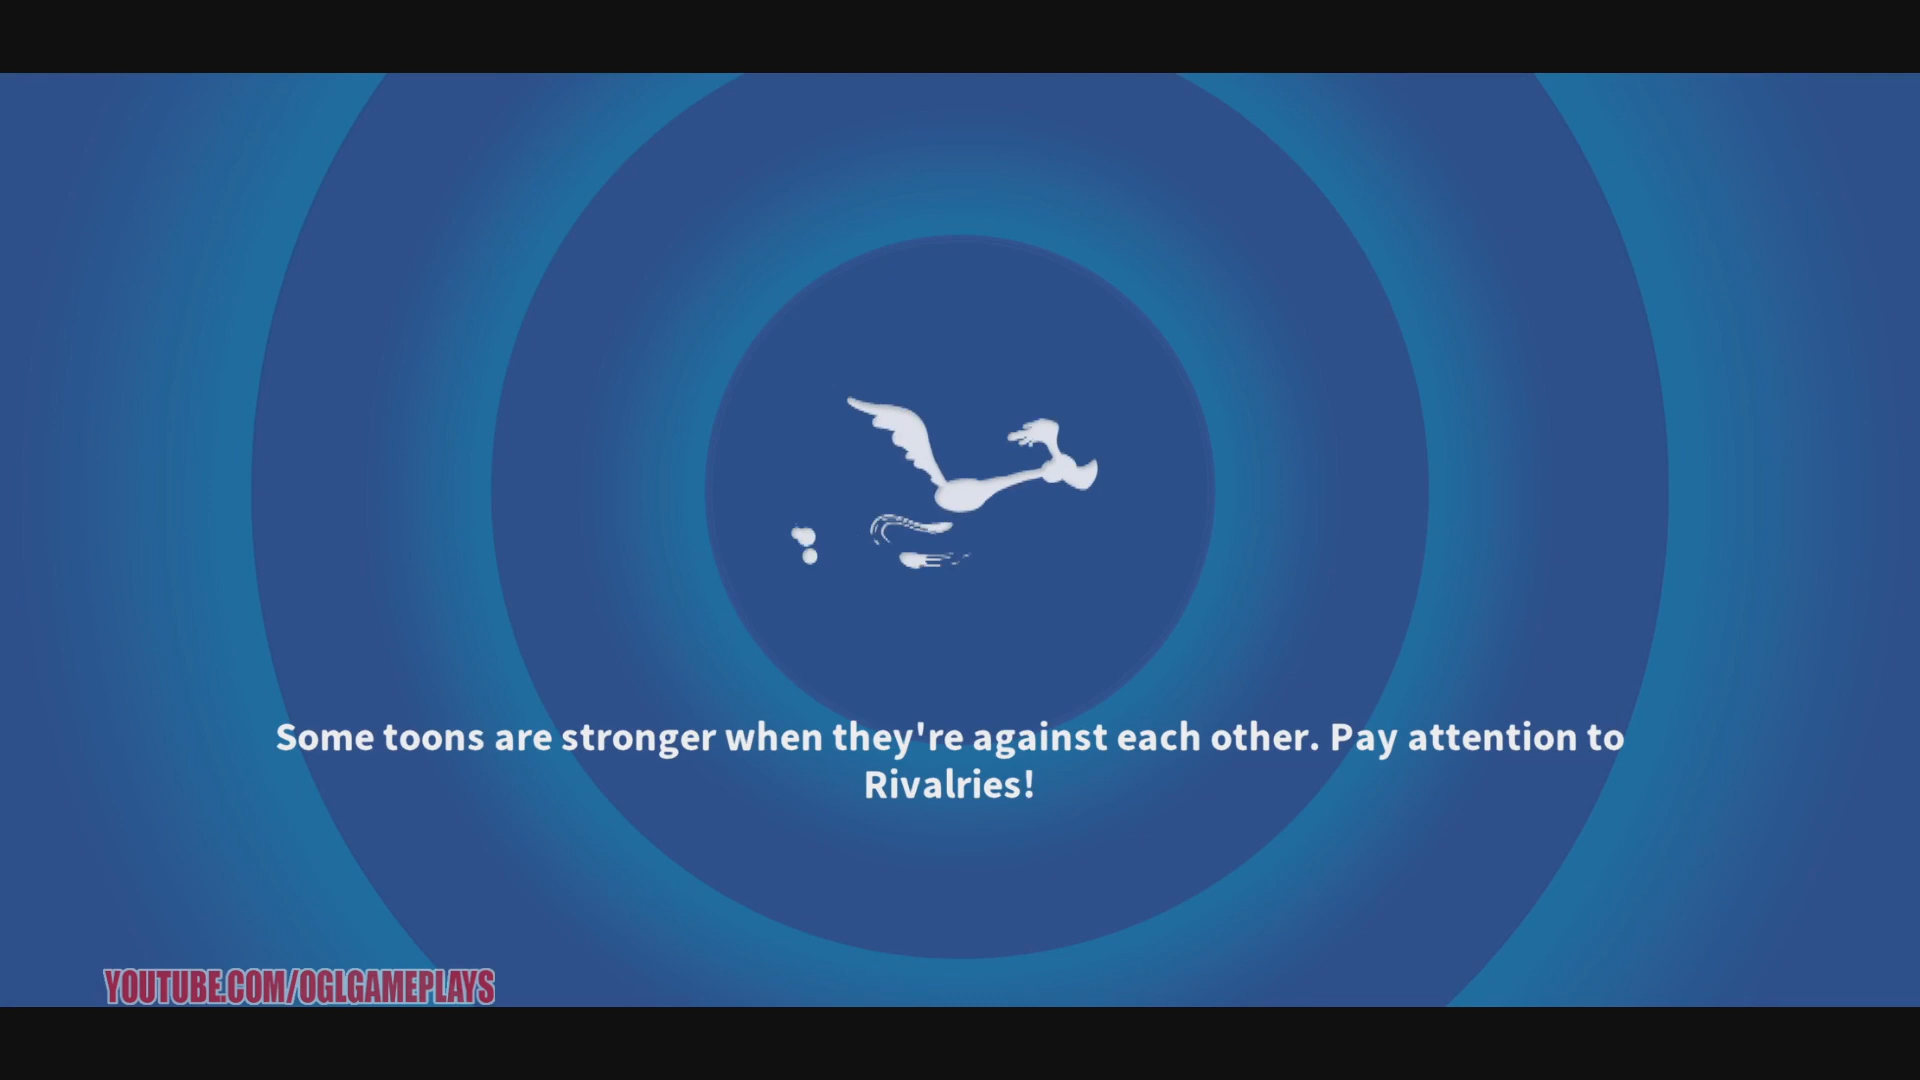 Some toons are stronger when they're against each other. Pay attention to
Rivalries!
YOUTUBE.COM/OGLGAMEPLAYS